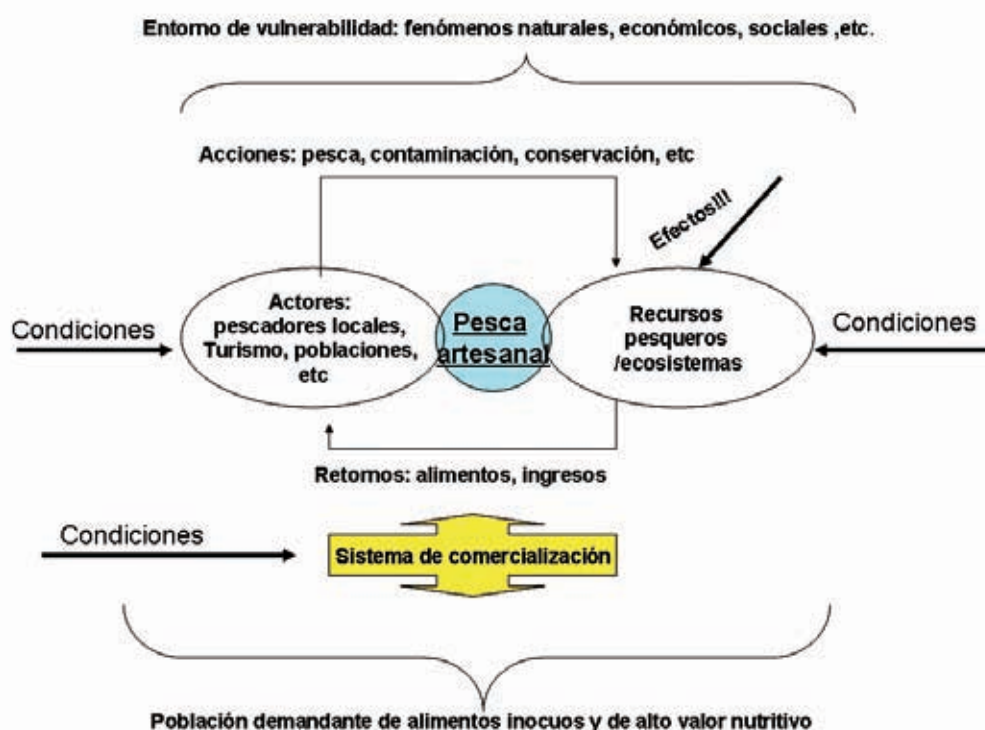 Entorno de vulnerabilidad: fenómenos naturales, económicos, sociales ,etc.
Acciones: pesca, contaminación, conservación, etc
Efectos!!!
Condiciones
Actores:
pescadores locales,
Turismo, poblaciones,
etc
Pesca
artesanal
Recursos
pesqueros
/ecosistemas
Condiciones
Retornos: alimentos, ingresos
Condiciones
Sistema de comercialización
Población demandante de alimentos inocuos y de alto valor nutritivo